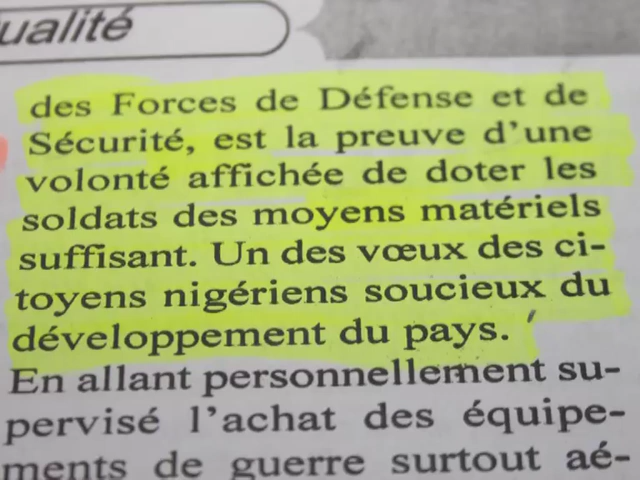 ualité
des Forces de Défense et de
Sécurité, est la preuve d'une
volonté affichée de doter les
soldats des moyens matériels
suffisant. Un des vœux des ci-
toyens nigériens soucieux du
développement du pays.
En allant personnellement su-
pervisé l'achat des équipe-
ments de guerre surtout aé-